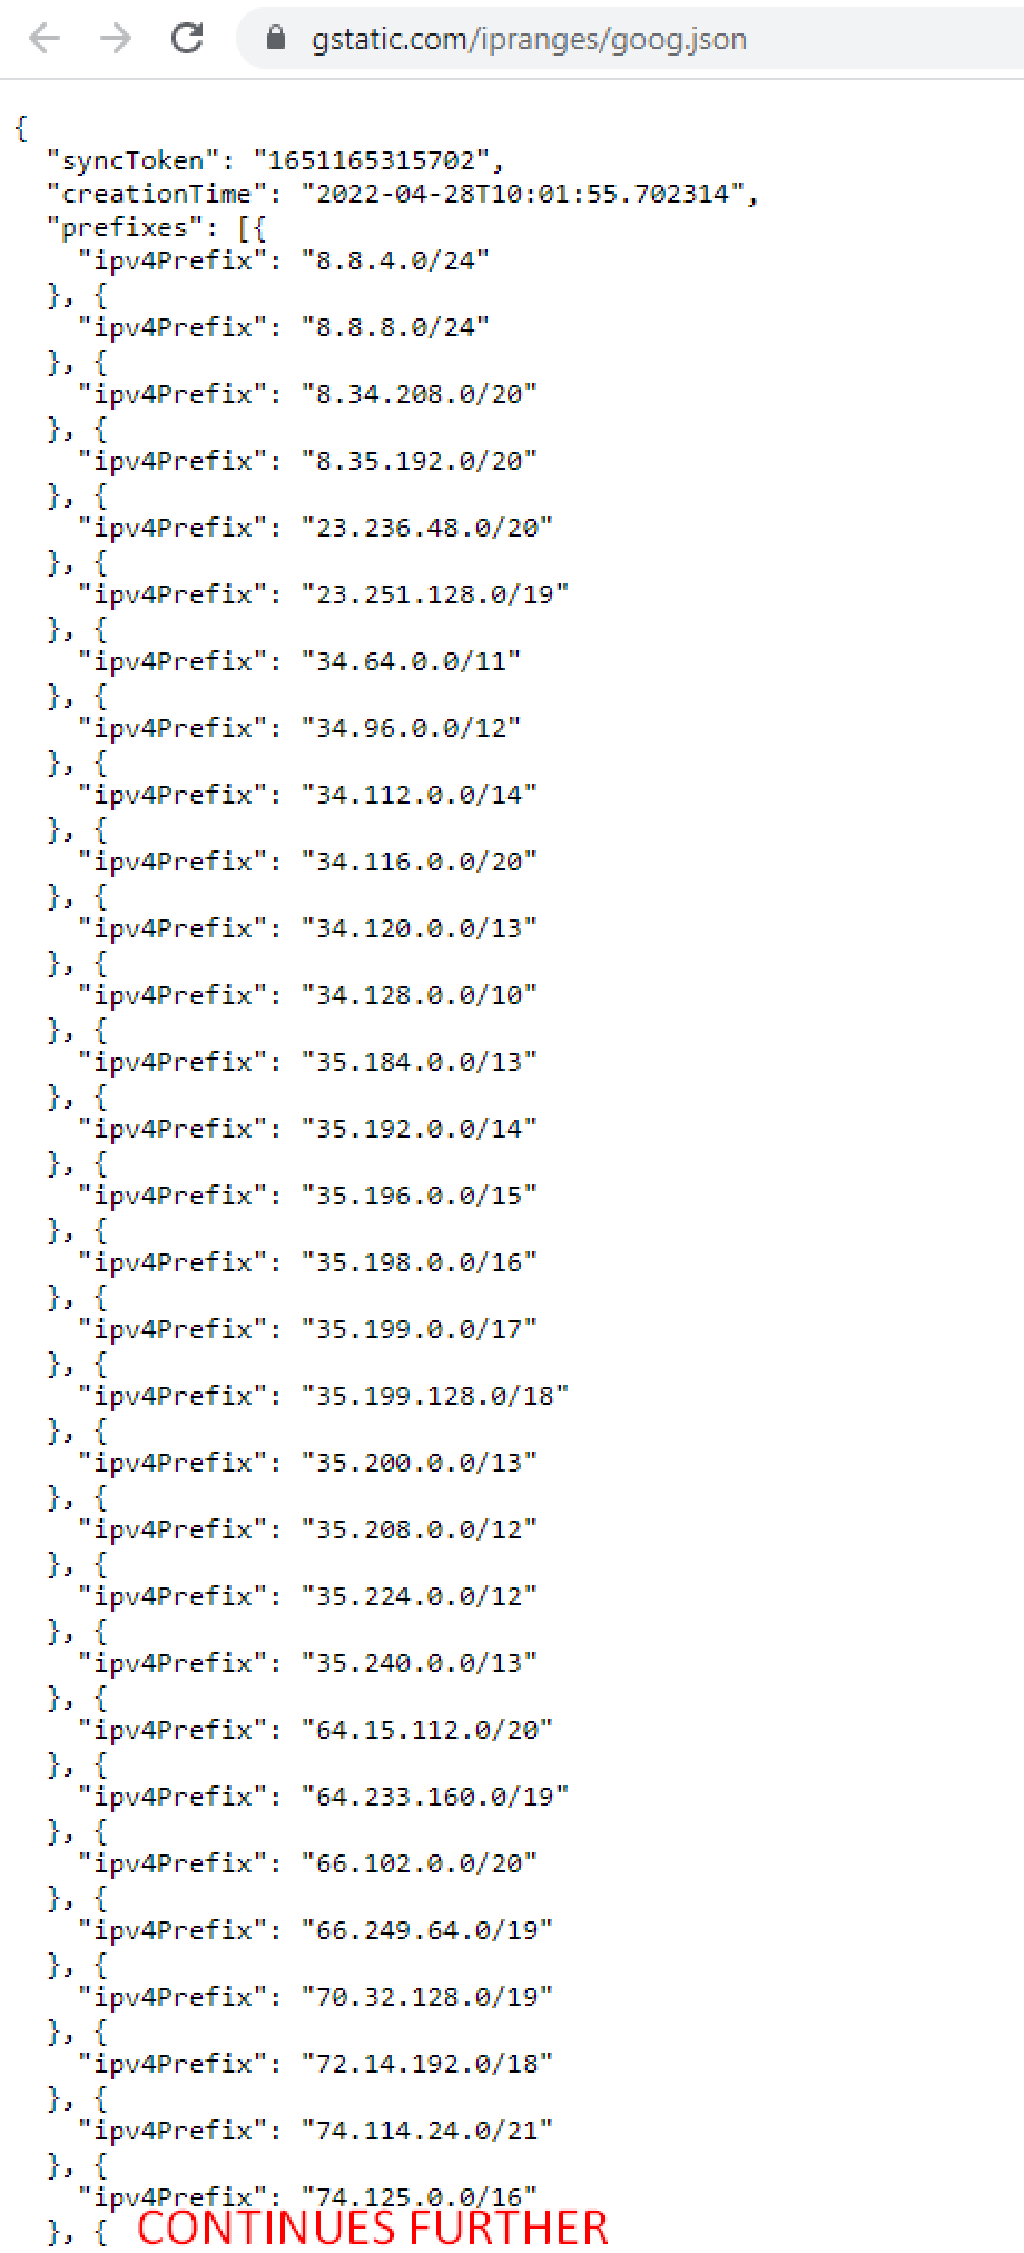 gstatic.com/ipranges/goog.json
{
"syncToken": "1651165315702",
"creationTime": "2022-04-28T10:01:55.702314",
"prefixes": [{
"ipv4Prefix": "8.8.4.0/24"
}, {
"ipv4Prefix": "8.8.8.0/24"
}, {
"ipv4Prefix": "8.34.208.0/20"
}, {
"ipv4Prefix": "8.35.192.0/20"
}, {
"ipv4Prefix": "23.236.48.0/20"
}, {
"ipv4Prefix": "23.251.128.0/19"
}, {
"ipv4Prefix": "34.64.0.0/11"
}, {
"ipv4Prefix": "34.96.0.0/12"
}, {
"ipv4Prefix": "34.112.0.0/14"
}, {
"ipv4Prefix": "34.116.0.0/20"
}, {
"ipv4Prefix": "34.120.0.0/13"
}, {
"ipv4Prefix": "34.128.0.0/10"
}, {
"ipv4Prefix": "35.184.0.0/13"
}, {
"ipv4Prefix": "35.192.0.0/14"
}, {
"ipv4Prefix": "35.196.0.0/15"
}, {
"ipv4Prefix": "35.198.0.0/16"
}, {
"ipv4Prefix": "35.199.0.0/17"
}, {
"ipv4Prefix": "35.199.128.0/18"
}, {
"ipv4Prefix": "35.200.0.0/13"
}, {
"ipv4Prefix": "35.208.0.0/12"
}, {
"ipv4Prefix": "35.224.0.0/12"
}, {
"ipv4Prefix": "35.240.0.0/13"
}, {
"ipv4Prefix": "64.15.112.0/20"
}, {
"ipv4Prefix": "64.233.160.0/19"
}, {
"ipv4Prefix": "66.102.0.0/20"
}, {
"ipv4Prefix": "66.249.64.0/19"
}, {
"ipv4Prefix": "70.32.128.0/19"
}, {
"ipv4Prefix": "72.14.192.0/18"
}, {
"ipv4Prefix": "74.114.24.0/21"
}, {
"ipv4Prefix": "74.125.0.0/16"
}, { CONTINUES FURTHER